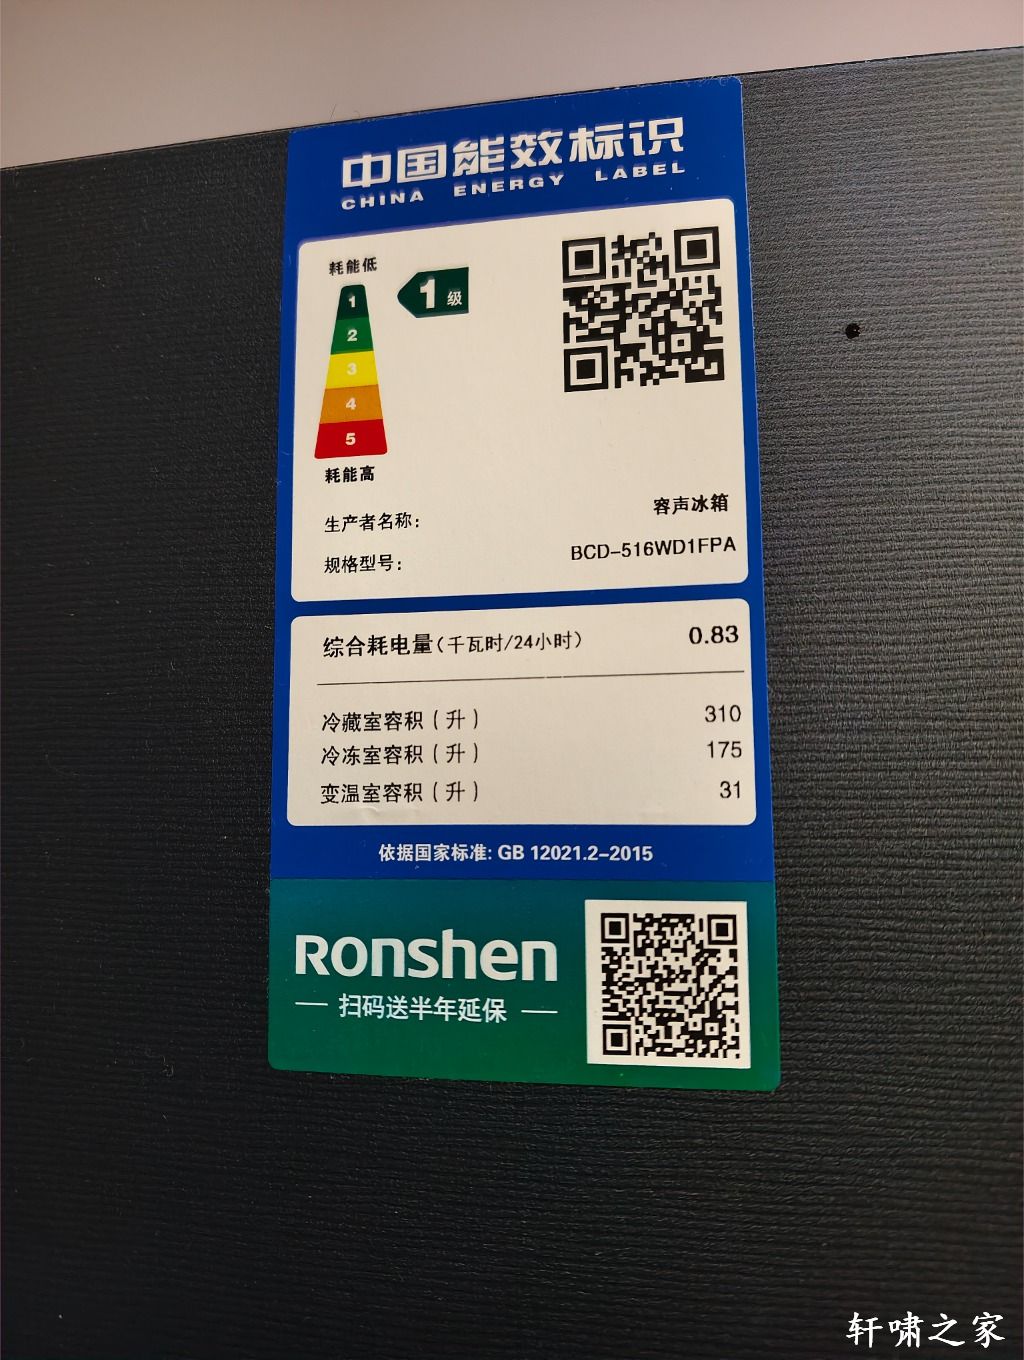 中国能效标识
CHINA ENERGY LABEL
耗能低
1
2
3
4
5
1级
耗能高
生产者名称： 容声冰箱
规格型号： BCD-516WD1FPA
综合耗电量（千瓦时/24小时） 0.83
冷藏室容积（升） 310
冷冻室容积（升） 175
变温室容积（升） 31
依据国家标准: GB 12021.2-2015
Ronshen
扫码送半年延保
轩啸之家